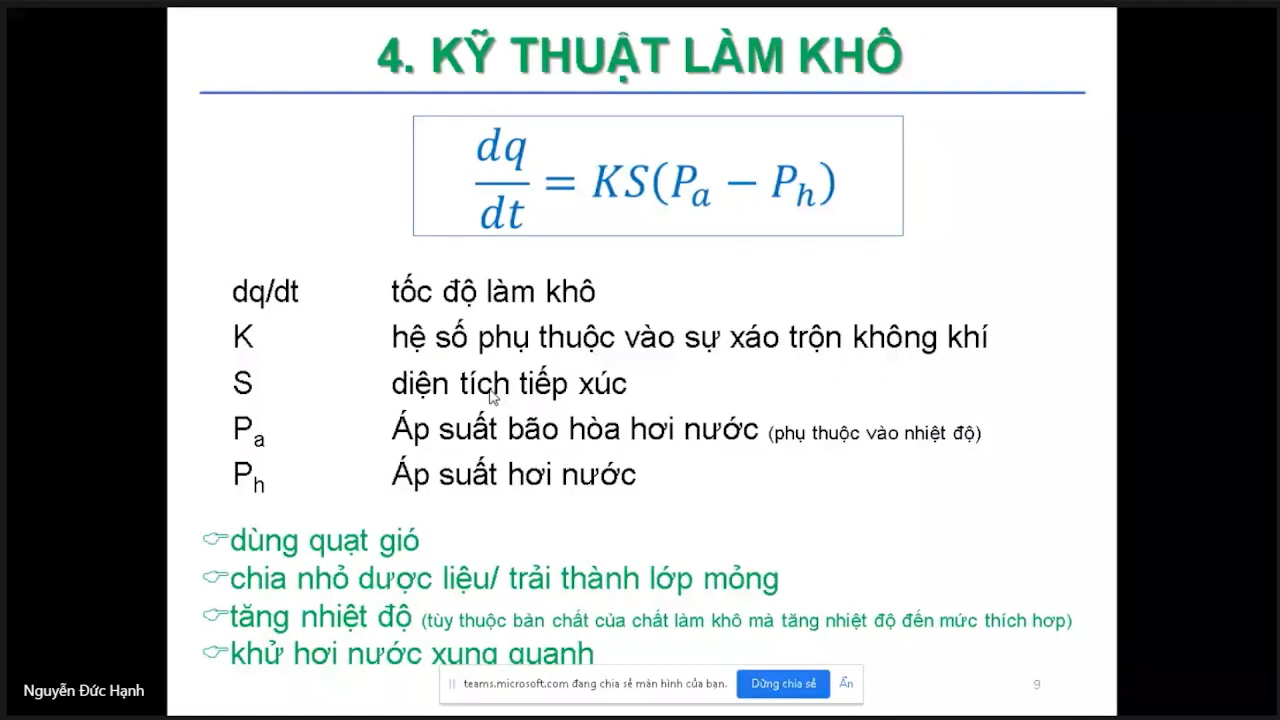 4. KỸ THUẬT LÀM KHÔ
dq/dt = KS(Pa − Ph)
dq/dt tốc độ làm khô
K hệ số phụ thuộc vào sự xáo trộn không khí
S diện tích tiếp xúc
Pa Áp suất bão hòa hơi nước (phụ thuộc vào nhiệt độ)
Ph Áp suất hơi nước
☞dùng quạt gió
☞chia nhỏ dược liệu/ trải thành lớp mỏng
☞tăng nhiệt độ (tùy thuộc bản chất của chất làm khô mà tăng nhiệt độ đến mức thích hợp)
☞khử hơi nước xung quanh
teams.microsoft.com đang chia sẻ màn hình của bạn. Dừng chia sẻ Ẩn
Nguyễn Đức Hạnh
9